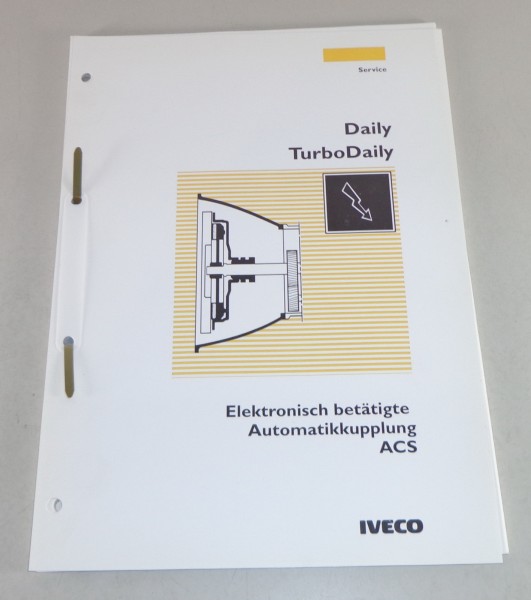 Service
Daily
TurboDaily
Elektronisch betätigte
Automatikkupplung
ACS
IVECO